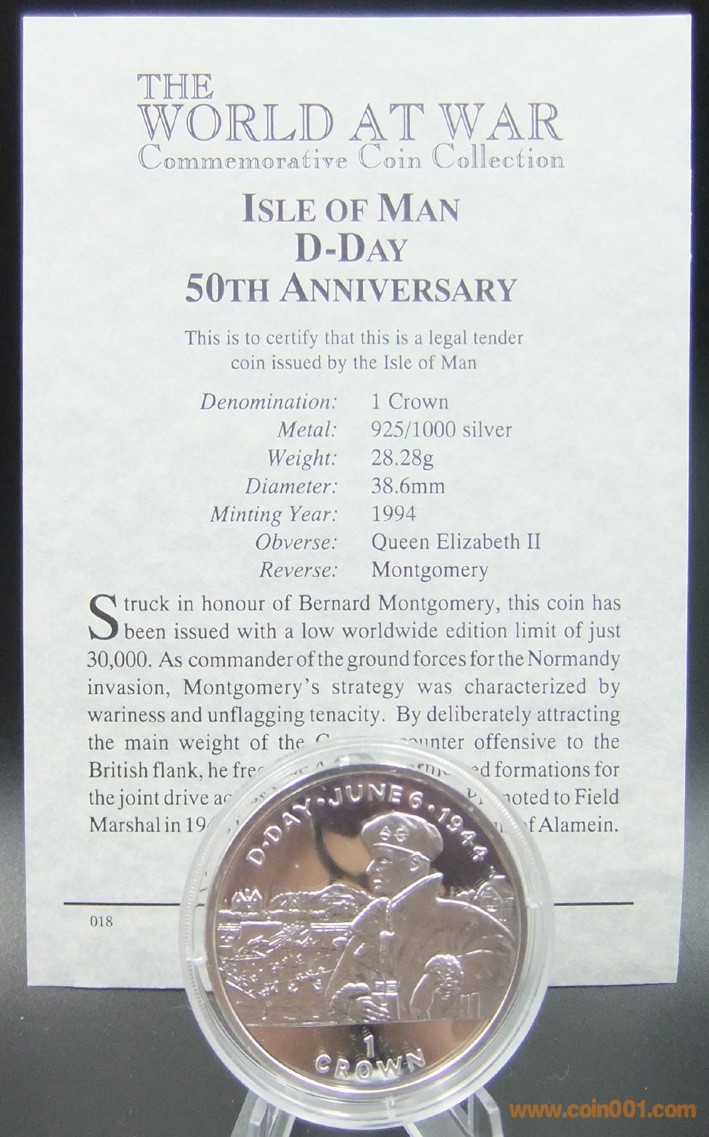 THE
WORLD AT WAR
Commemorative Coin Collection
ISLE OF MAN
D-DAY
50TH ANNIVERSARY
This is to certify that this is a legal tender
coin issued by the Isle of Man
Denomination: 1 Crown
Metal: 925/1000 silver
Weight: 28.28g
Diameter: 38.6mm
Minting Year: 1994
Obverse: Queen Elizabeth II
Reverse: Montgomery
Struck in honour of Bernard Montgomery, this coin has
been issued with a low worldwide edition limit of just
30,000. As commander of the ground forces for the Normandy
invasion, Montgomery's strategy was characterized by
wariness and unflagging tenacity. By deliberately attracting
the main weight of the offensive to the
British flank, he formations for
the joint drive to Field
Marshal in of Alamein.
018
D-DAY·JUNE 6·1944
1
CROWN
www.coin001.com